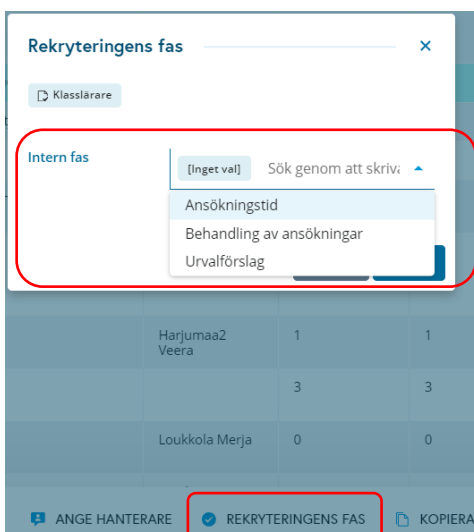 Rekryteringens fas
Klasslärare
Intern fas
[Inget val] Sök genom att skriva
Ansökningstid
Behandling av ansökningar
Urvalförslag
Harjumaa2 Veera 1 1
3 3
Loukkola Merja 0 0
ANGE HANTERARE REKRYTERINGENS FAS KOPIERA